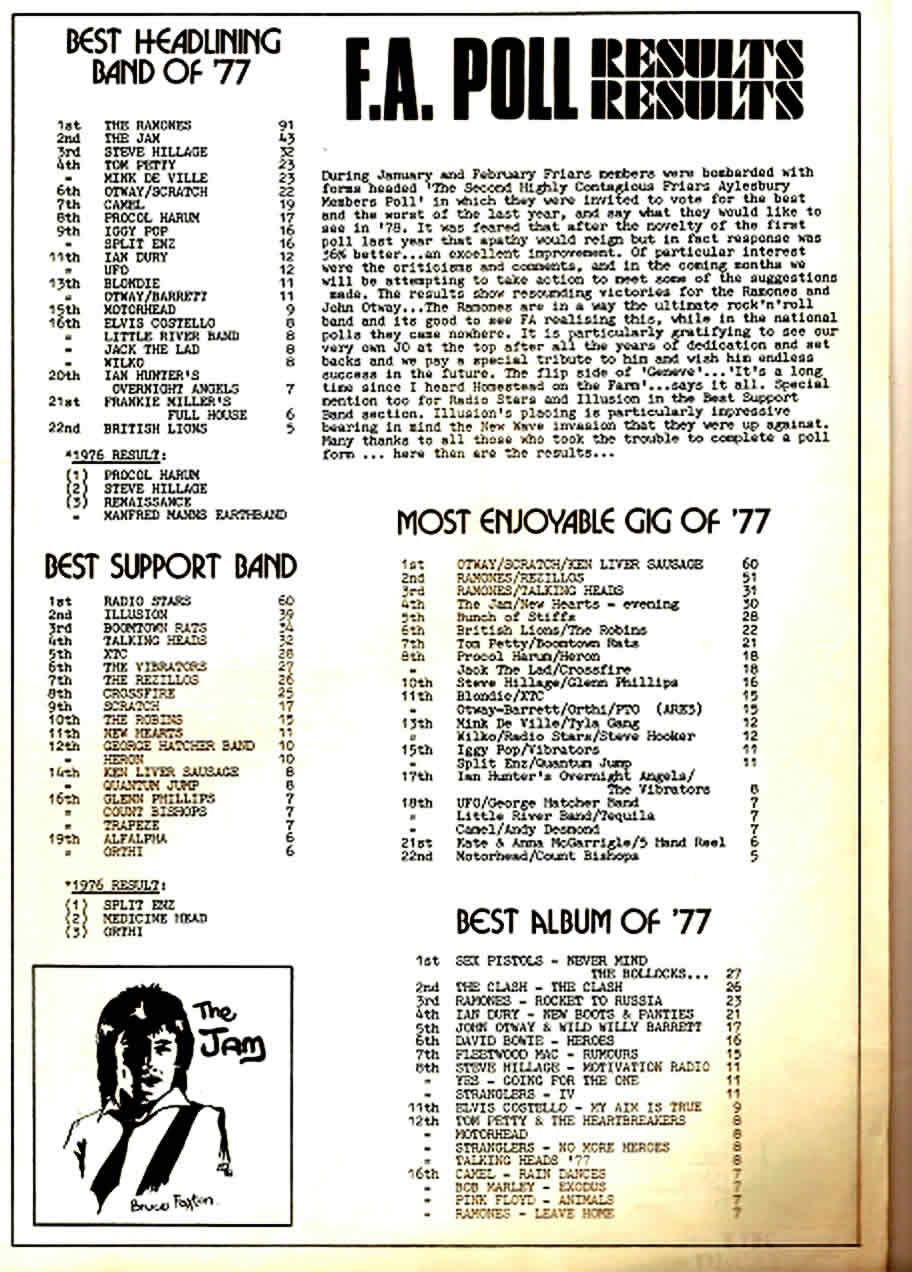 BEST HEADLINING
BAND OF '77
1st THE RAMONES 91
2nd THE JAM 43
3rd STEVE HILLAGE 32
4th TOM PETTY 23
" MINK DE VILLE 23
6th OTWAY/SCRATCH 22
7th CAMEL 19
8th PROCOL HARUM 17
9th IGGY POP 16
" SPLIT ENZ 16
11th IAN DURY 12
" UFO 12
13th BLONDIE 11
" OTWAY/BARRETT 11
15th MOTORHEAD 9
16th ELVIS COSTELLO 8
" LITTLE RIVER BAND 8
" JACK THE LAD 8
" WILKO 8
20th IAN HUNTER'S
OVERNIGHT ANGELS 7
21st FRANKIE MILLER'S
FULL HOUSE 6
22nd BRITISH LIONS 5
*1976 RESULT:
(1) PROCOL HARUM
(2) STEVE HILLAGE
(3) RENAISSANCE
" MANFRED MANNS EARTHBAND
BEST SUPPORT BAND
1st RADIO STARS 60
2nd ILLUSION 39
3rd BOOMTOWN RATS 34
4th TALKING HEADS 32
5th XTC 28
6th THE VIBRATORS 27
7th THE REZILLOS 26
8th CROSSFIRE 25
9th SCRATCH 17
10th THE ROBINS 15
11th NEW HEARTS 11
12th GEORGE HATCHER BAND 10
" HERON 10
14th KEN LIVER SAUSAGE 8
" QUANTUM JUMP 8
16th GLENN PHILLIPS 7
" COUNT BISHOPS 7
" TRAPEZE 7
19th ALFALPHA 6
" ORTHI 6
*1976 RESULT:
(1) SPLIT ENZ
(2) MEDICINE HEAD
(3) ORTHI
The
JAM
Bruce Foxton.
F.A. POLL RESULTS
RESULTS
During January and February Friars members were bombarded with
forms headed 'The Second Highly Contagious Friars Aylesbury
Members Poll' in which they were invited to vote for the best
and the worst of the last year, and say what they would like to
see in '78. It was feared that after the novelty of the first
poll last year that apathy would reign but in fact response was
36% better...an excellent improvement. Of particular interest
were the criticisms and comments, and in the coming months we
will be attempting to take action to meet some of the suggestions
made. The results show resounding victories for the Ramones and
John Otway...The Ramones are in a way the ultimate rock'n'roll
band and its good to see FA realising this, while in the national
polls they came nowhere. It is particularly gratifying to see our
very own JO at the top after all the years of dedication and set
backs and we pay a special tribute to him and wish him endless
success in the future. The flip side of 'Geneve'...'It's a long
time since I heard Homestead on the Farm'...says it all. Special
mention too for Radio Stars and Illusion in the Best Support
Band section. Illusion's placing is particularly impressive
bearing in mind the New Wave invasion that they were up against.
Many thanks to all those who took the trouble to complete a poll
form ... here then are the results...
MOST ENJOYABLE GIG OF '77
1st OTWAY/SCRATCH/KEN LIVER SAUSAGE 60
2nd RAMONES/REZILLOS 51
3rd RAMONES/TALKING HEADS 31
4th The Jam/New Hearts - evening 30
5th Bunch of Stiffs 28
6th British Lions/The Robins 22
7th Tom Petty/Boomtown Rats 21
8th Procol Harum/Heron 18
" Jack The Lad/Crossfire 18
10th Steve Hillage/Glenn Phillips 16
11th Blondie/XTC 15
" Otway-Barrett/Orthi/PTO (ARK3) 15
13th Mink De Ville/Tyla Gang 12
" Wilko/Radio Stars/Steve Hooker 12
15th Iggy Pop/Vibrators 11
" Split Enz/Quantum Jump 11
17th Ian Hunter's Overnight Angels/
The Vibrators 8
18th UFO/George Hatcher Band 7
" Little River Band/Tequila 7
" Camel/Andy Desmond 7
21st Kate & Anna McGarrigle/5 Hand Reel 6
22nd Motorhead/Count Bishops 5
BEST ALBUM OF '77
1st SEX PISTOLS - NEVER MIND
THE BOLLOCKS... 27
2nd THE CLASH - THE CLASH 26
3rd RAMONES - ROCKET TO RUSSIA 23
4th IAN DURY - NEW BOOTS & PANTIES 21
5th JOHN OTWAY & WILD WILLY BARRETT 17
6th DAVID BOWIE - HEROES 16
7th FLEETWOOD MAC - RUMOURS 15
8th STEVE HILLAGE - MOTIVATION RADIO 11
" YES - GOING FOR THE ONE 11
" STRANGLERS - IV 11
11th ELVIS COSTELLO - MY AIM IS TRUE 9
12th TOM PETTY & THE HEARTBREAKERS 8
" MOTORHEAD 8
" STRANGLERS - NO MORE HEROES 8
" TALKING HEADS '77 8
16th CAMEL - RAIN DANCES 7
" BOB MARLEY - EXODUS 7
" PINK FLOYD - ANIMALS 7
" RAMONES - LEAVE HOME 7